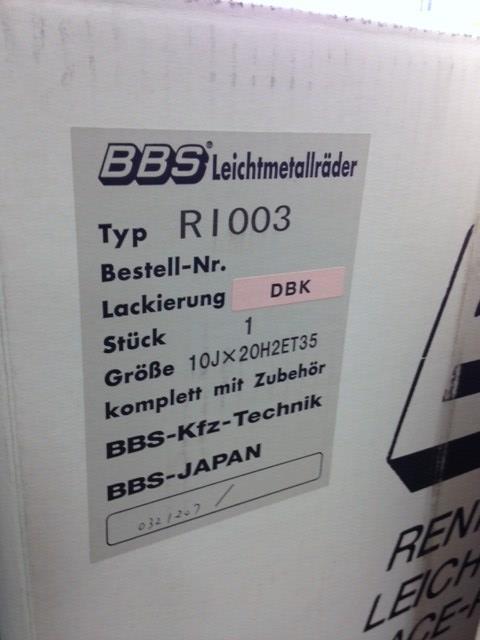 BBS® Leichtmetallräder
Typ RI003
Bestell-Nr.
Lackierung DBK
Stück 1
Größe 10J×20H2ET35
komplett mit Zubehör
BBS-Kfz-Technik
BBS-JAPAN
0321207 /
REN
LEICH
ACE-